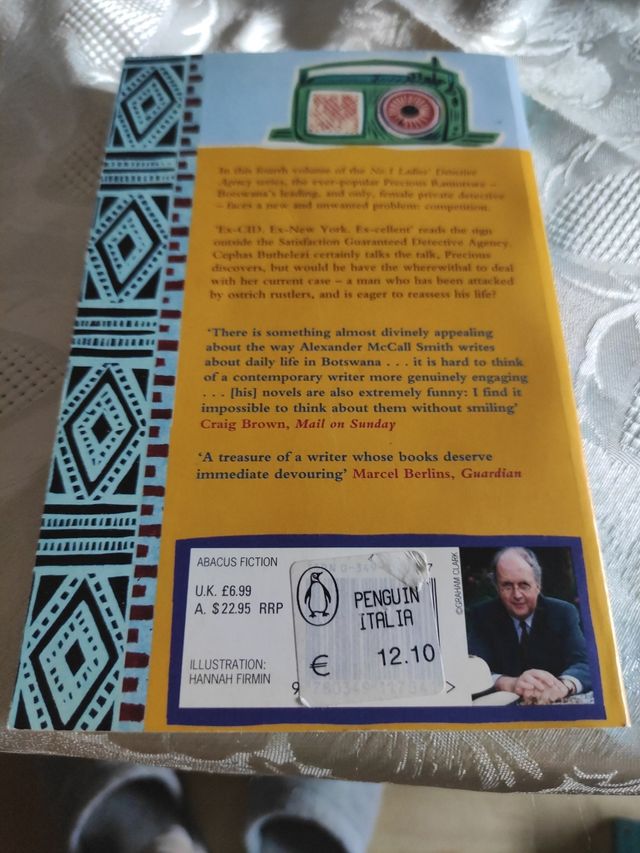 In this fourth volume of the No.1 Ladies' Detective
Agency series, the ever-popular Precious Ramotswe –
Botswana's leading, and only, female private detective
– faces a new and unwanted problem: competition.
'Ex-CID. Ex-New York. Ex-cellent' reads the sign
outside the Satisfaction Guaranteed Detective Agency.
Cephas Buthelezi certainly talks the talk, Precious
discovers, but would he have the wherewithal to deal
with her current case – a man who has been attacked
by ostrich rustlers, and is eager to reassess his life?
'There is something almost divinely appealing
about the way Alexander McCall Smith writes
about daily life in Botswana . . . it is hard to think
of a contemporary writer more genuinely engaging
. . . [his] novels are also extremely funny: I find it
impossible to think about them without smiling'
Craig Brown, Mail on Sunday
'A treasure of a writer whose books deserve
immediate devouring' Marcel Berlins, Guardian
ABACUS FICTION
U.K. £6.99
A. $22.95 RRP
ILLUSTRATION:
HANNAH FIRMIN
PENGUIN
ITALIA
€ 12.10
©GRAHAM CLARK